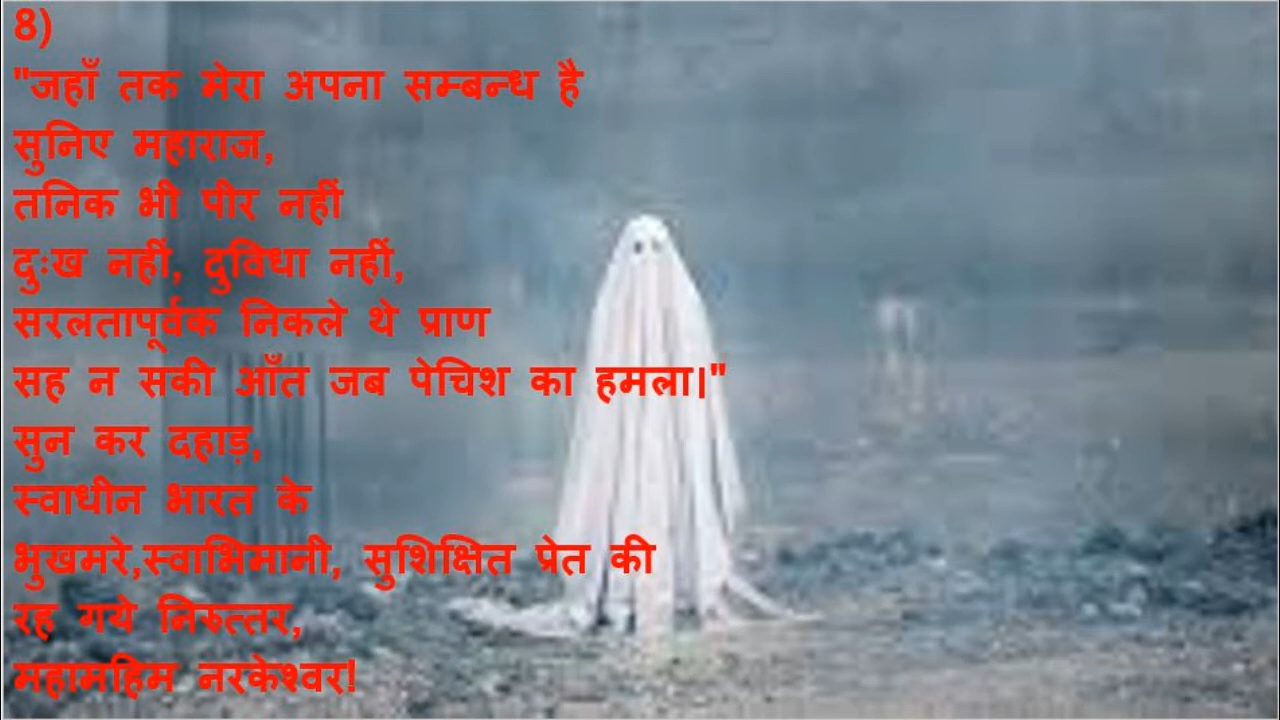 8)
"जहाँ तक मेरा अपना सम्बन्ध है
सुनिए महाराज,
तनिक भी पीर नहीं
दुःख नहीं, दुविधा नहीं,
सरलतापूर्वक निकले थे प्राण
सह न सकी आँत जब पेचिश का हमला।"
सुन कर दहाड़,
स्वाधीन भारत के
भुखमरे,स्वाभिमानी, सुशिक्षित प्रेत की
रह गये निरुत्तर,
महामहिम नरकेश्वर!